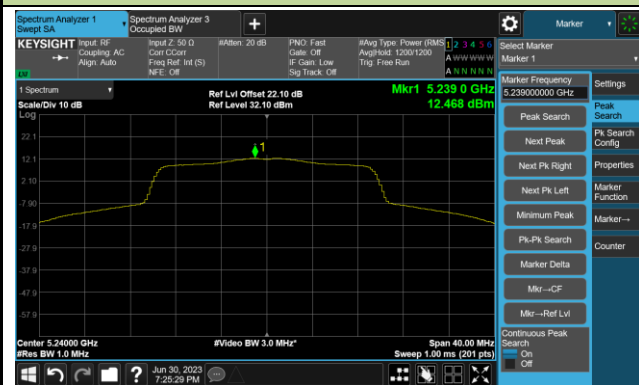 Spectrum Analyzer 1
Swept SA
Spectrum Analyzer 3
Occupied BW
Marker
KEYSIGHT
Input: RF
Coupling: AC
Align: Auto
Input Z: 50 Ω
Corr CCorr
Freq Ref: Int (S)
NFE: Off
#Atten: 20 dB
PNO: Fast
Gate: Off
IF Gain: Low
Sig Track: Off
#Avg Type: Power (RMS
Avg|Hold: 1200/1200
Trig: Free Run
1 2 3 4 5 6
A W W W W W
A N N N N N
Select Marker
Marker 1
1 Spectrum
Scale/Div 10 dB
Log
Ref Lvl Offset 22.10 dB
Ref Level 32.10 dBm
Mkr1 5.239 0 GHz
12.468 dBm
1
22.1
12.1
2.10
-7.90
-17.9
-27.9
-37.9
-47.9
-57.9
Center 5.24000 GHz
#Res BW 1.0 MHz
#Video BW 3.0 MHz*
Span 40.00 MHz
Sweep 1.00 ms (201 pts)
Marker Frequency
5.239000000 GHz
Peak Search
Next Peak
Next Pk Right
Next Pk Left
Minimum Peak
Pk-Pk Search
Marker Delta
Mkr→CF
Mkr→Ref Lvl
Continuous Peak
Search
On
Off
Settings
Peak
Search
Pk Search
Config
Properties
Marker
Function
Marker→
Counter
?
Jun 30, 2023
7:25:29 PM